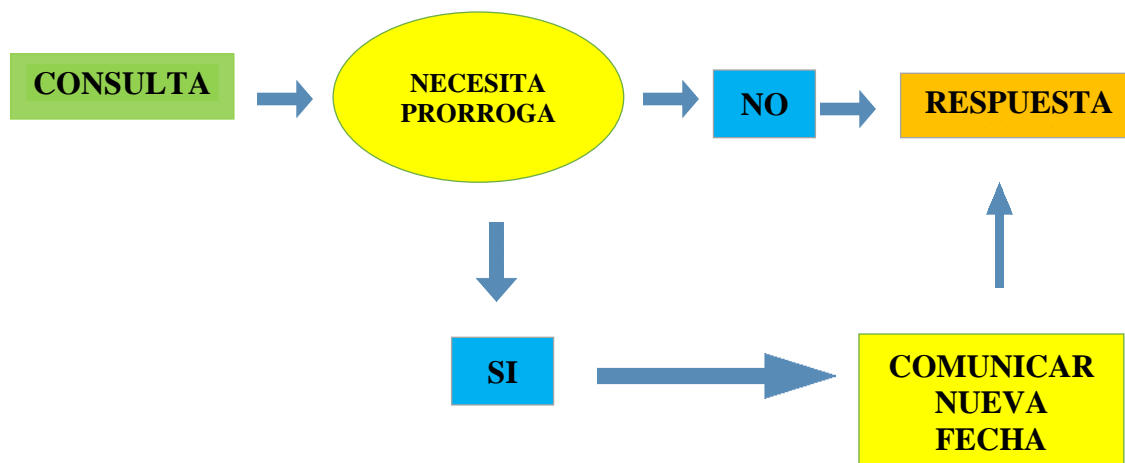 CONSULTA
NECESITA
PRORROGA
NO
RESPUESTA
SI
COMUNICAR
NUEVA
FECHA